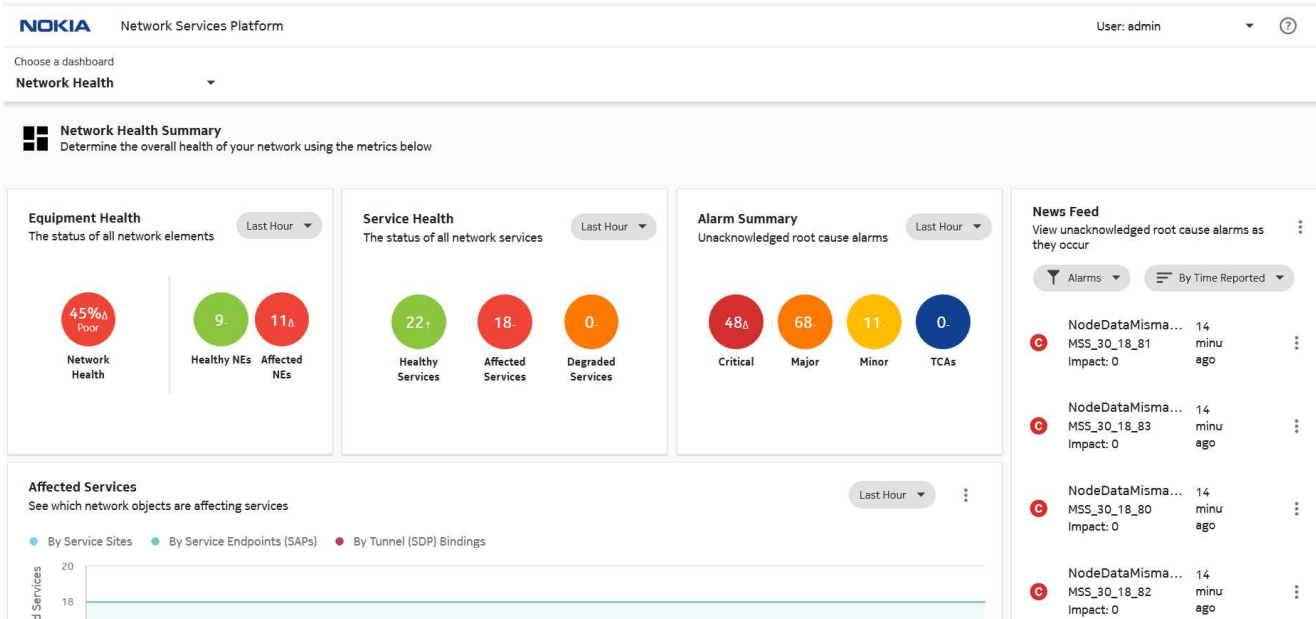 NOKIA Network Services Platform
User: admin
?
Choose a dashboard
Network Health
Network Health Summary
Determine the overall health of your network using the metrics below
Equipment Health
The status of all network elements
Last Hour
45%Δ
Poor
Network
Health
9-
Healthy NEs
11Δ
Affected
NEs
Service Health
The status of all network services
Last Hour
22↑
Healthy
Services
18-
Affected
Services
0-
Degraded
Services
Alarm Summary
Unacknowledged root cause alarms
Last Hour
48Δ
Critical
68-
Major
11-
Minor
0-
TCAs
News Feed
View unacknowledged root cause alarms as
they occur
Alarms
By Time Reported
C
NodeDataMisma... 14
MSS_30_18_81 minu
Impact: 0 ago
C
NodeDataMisma... 14
MSS_30_18_83 minu
Impact: 0 ago
C
NodeDataMisma... 14
MSS_30_18_80 minu
Impact: 0 ago
C
NodeDataMisma... 14
MSS_30_18_82 minu
Impact: 0 ago
Affected Services
See which network objects are affecting services
Last Hour
By Service Sites By Service Endpoints (SAPs) By Tunnel (SDP) Bindings
20
18
d Services